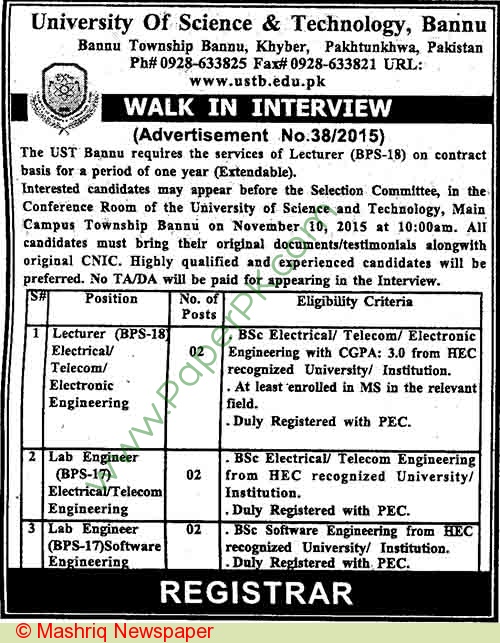 University Of Science & Technology, Bannu
Bannu Township Bannu, Khyber, Pakhtunkhwa, Pakistan
Ph# 0928-633825 Fax# 0928-633821 URL:
www.ustb.edu.pk
WALK IN INTERVIEW
(Advertisement No.38/2015)
The UST Bannu requires the services of Lecturer (BPS-18) on contract
basis for a period of one year (Extendable).
Interested candidates may appear before the Selection Committee, in the
Conference Room of the University of Science and Technology, Main
Campus Township Bannu on November 10, 2015 at 10:00am. All
candidates must bring their original documents/testimonials alongwith
original CNIC. Highly qualified and experienced candidates will be
preferred. No TA/DA will be paid for appearing in the Interview.
S# Position No. of Posts Eligibility Criteria
1 Lecturer (BPS-18) 02 . BSc Electrical/ Telecom/ Electronic
Electrical/ Engineering with CGPA: 3.0 from HEC
Telecom/ recognized University/ Institution.
Electronic . At least enrolled in MS in the relevant
Engineering field.
. Duly Registered with PEC.
2 Lab Engineer 02 . BSc Electrical/ Telecom Engineering
(BPS-17) from HEC recognized University/
Electrical/Telecom Institution.
Engineering . Duly Registered with PEC.
3 Lab Engineer 02 . BSc Software Engineering from HEC
(BPS-17)Software recognized University/ Institution.
Engineering . Duly Registered with PEC.
REGISTRAR
www.PaperPk.com
© Mashriq Newspaper